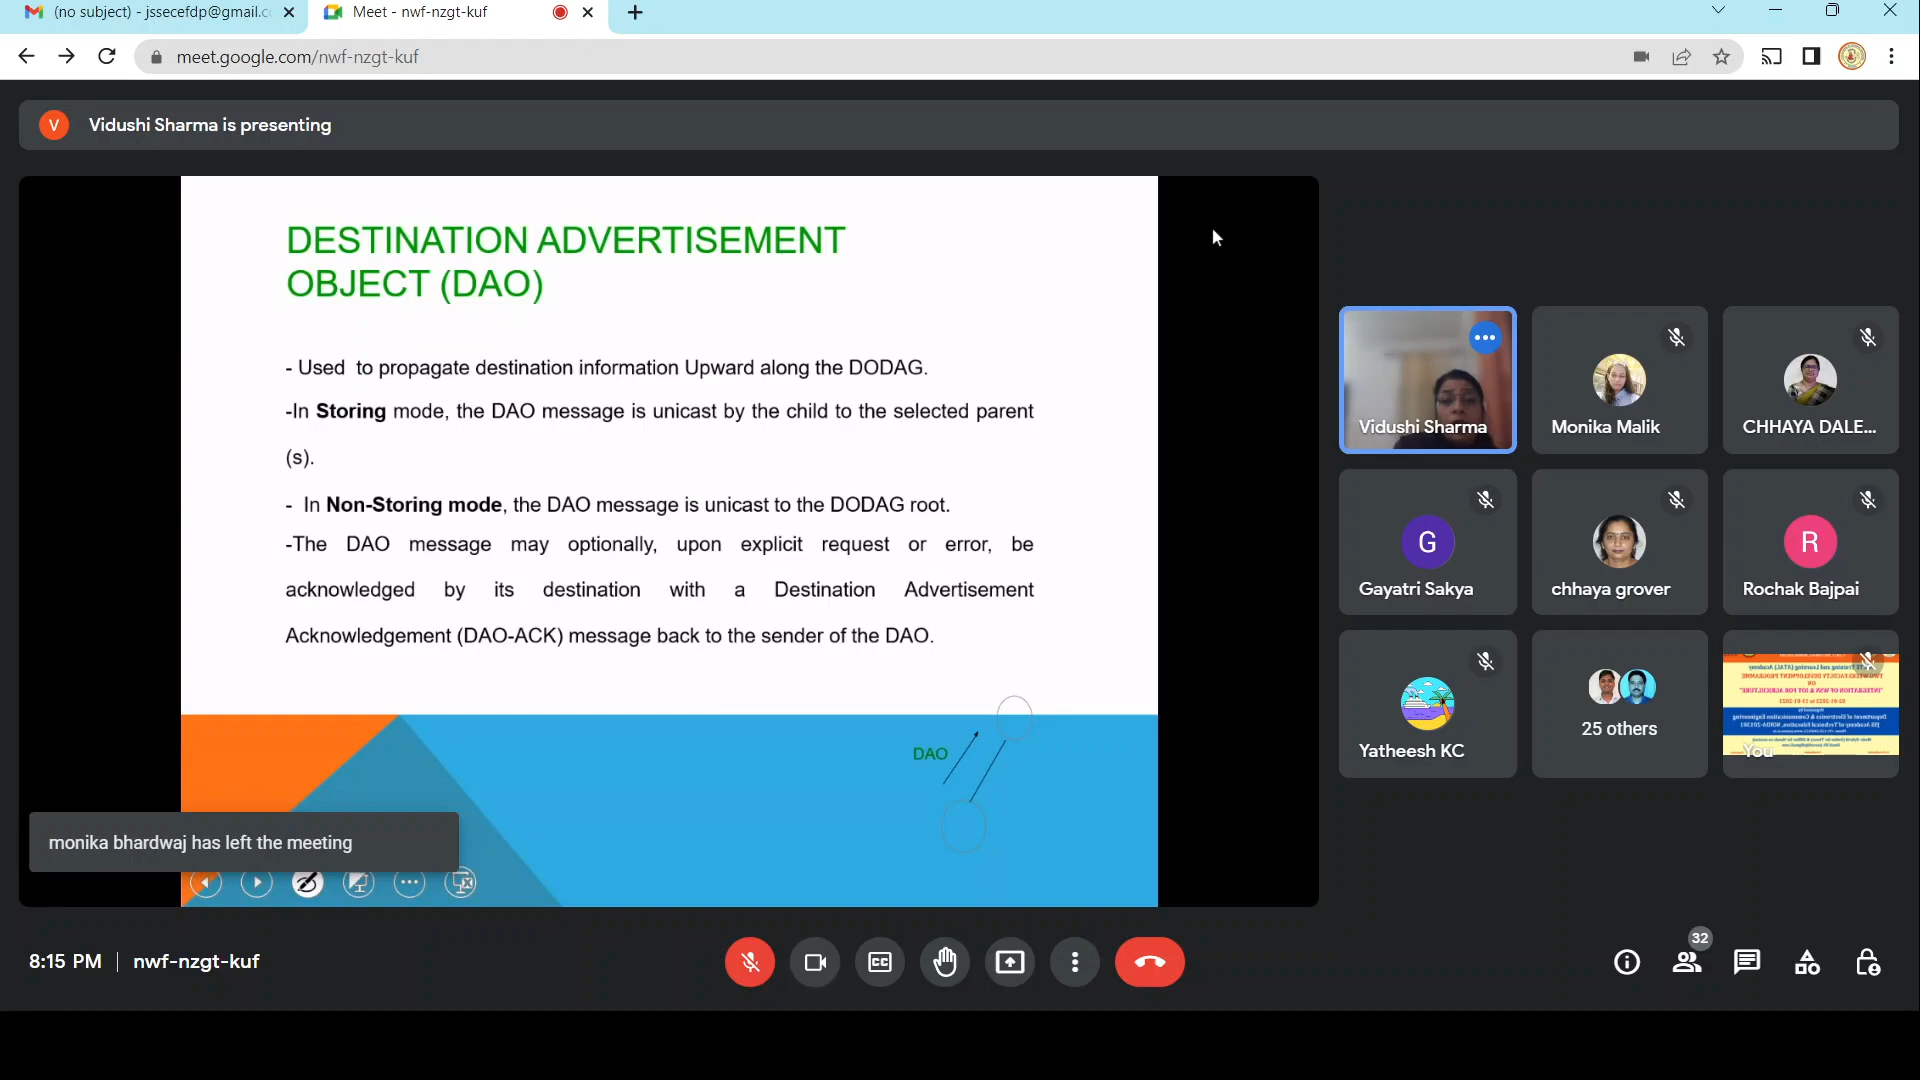 (no subject) - jssecefdp@gmail.c
Meet - nwf-nzgt-kuf
meet.google.com/nwf-nzgt-kuf
V
Vidushi Sharma is presenting
DESTINATION ADVERTISEMENT
OBJECT (DAO)
- Used to propagate destination information Upward along the DODAG.
-In Storing mode, the DAO message is unicast by the child to the selected parent
(s).
- In Non-Storing mode, the DAO message is unicast to the DODAG root.
-The DAO message may optionally, upon explicit request or error, be
acknowledged by its destination with a Destination Advertisement
Acknowledgement (DAO-ACK) message back to the sender of the DAO.
DAO
monika bhardwaj has left the meeting
Vidushi Sharma
Monika Malik
CHHAYA DALE...
G
Gayatri Sakya
chhaya grover
R
Rochak Bajpai
Yatheesh KC
25 others
You
8:15 PM
nwf-nzgt-kuf
CC
32